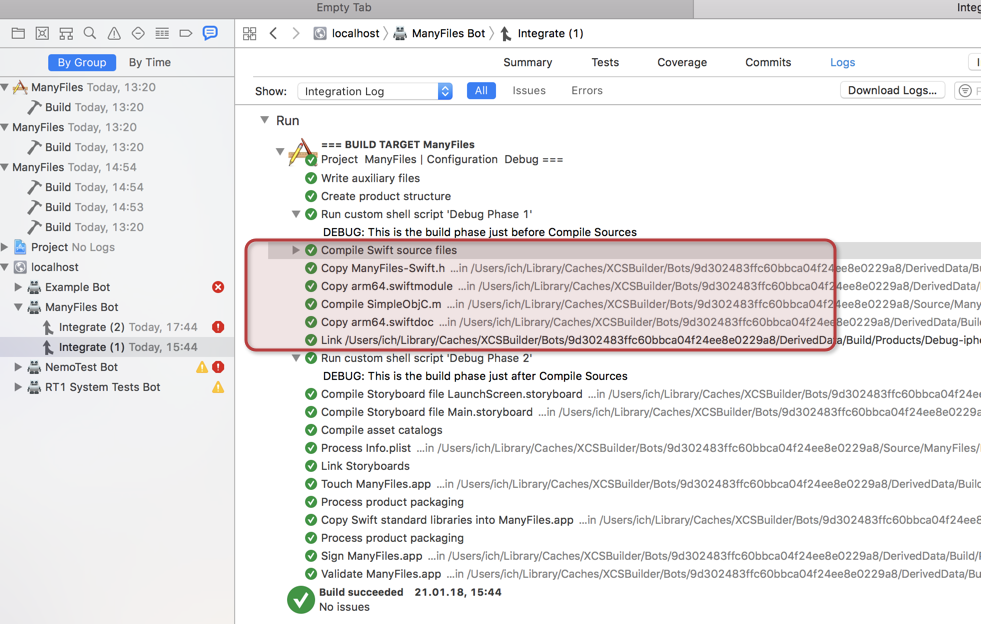 Empty Tab
Integ
localhost ManyFiles Bot Integrate (1)
By Group By Time
Summary Tests Coverage Commits Logs
Show: Integration Log All Issues Errors Download Logs...
ManyFiles Today, 13:20
Build Today, 13:20
ManyFiles Today, 13:20
Build Today, 13:20
ManyFiles Today, 14:54
Build Today, 14:54
Build Today, 14:53
Build Today, 13:20
Project No Logs
localhost
Example Bot
ManyFiles Bot
Integrate (2) Today, 17:44
Integrate (1) Today, 15:44
NemoTest Bot
RT1 System Tests Bot
Run
=== BUILD TARGET ManyFiles
Project ManyFiles | Configuration Debug ===
Write auxiliary files
Create product structure
Run custom shell script 'Debug Phase 1'
DEBUG: This is the build phase just before Compile Sources
Compile Swift source files
Copy ManyFiles-Swift.h ...in /Users/ich/Library/Caches/XCSBuilder/Bots/9d302483ffc60bbca04f24ee8e0229a8/DerivedData/B
Copy arm64.swiftmodule ...in /Users/ich/Library/Caches/XCSBuilder/Bots/9d302483ffc60bbca04f24ee8e0229a8/DerivedData/
Compile SimpleObjC.m ...in /Users/ich/Library/Caches/XCSBuilder/Bots/9d302483ffc60bbca04f24ee8e0229a8/Source/Many
Copy arm64.swiftdoc ...in /Users/ich/Library/Caches/XCSBuilder/Bots/9d302483ffc60bbca04f24ee8e0229a8/DerivedData/Buil
Link /Users/ich/Library/Caches/XCSBuilder/Bots/9d302483ffc60bbca04f24ee8e0229a8/DerivedData/Build/Products/Debug-iph
Run custom shell script 'Debug Phase 2'
DEBUG: This is the build phase just after Compile Sources
Compile Storyboard file LaunchScreen.storyboard ...in /Users/ich/Library/Caches/XCSBuilder/Bots/9d302483ffc60bbca04f24e
Compile Storyboard file Main.storyboard ...in /Users/ich/Library/Caches/XCSBuilder/Bots/9d302483ffc60bbca04f24ee8e0229a
Compile asset catalogs
Process Info.plist ...in /Users/ich/Library/Caches/XCSBuilder/Bots/9d302483ffc60bbca04f24ee8e0229a8/Source/ManyFiles/
Link Storyboards
Touch ManyFiles.app ...in /Users/ich/Library/Caches/XCSBuilder/Bots/9d302483ffc60bbca04f24ee8e0229a8/DerivedData/Buil
Process product packaging
Copy Swift standard libraries into ManyFiles.app ...in /Users/ich/Library/Caches/XCSBuilder/Bots/9d302483ffc60bbca04f24ee
Process product packaging
Sign ManyFiles.app ...in /Users/ich/Library/Caches/XCSBuilder/Bots/9d302483ffc60bbca04f24ee8e0229a8/DerivedData/Build/
Validate ManyFiles.app ...in /Users/ich/Library/Caches/XCSBuilder/Bots/9d302483ffc60bbca04f24ee8e0229a8/DerivedData/B
Build succeeded 21.01.18, 15:44
No issues